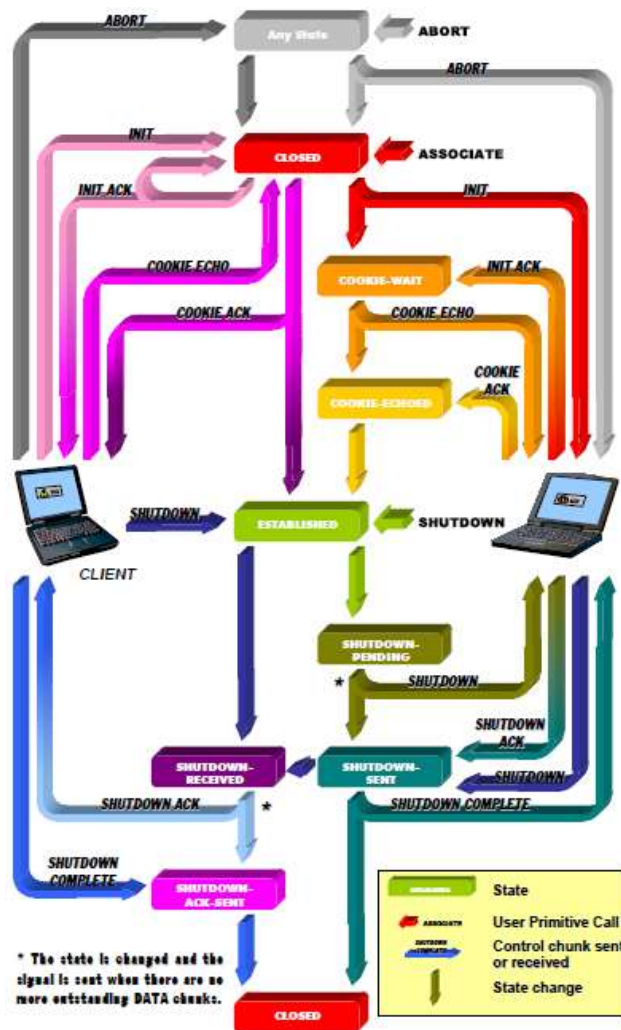 ABORT
Any State
ABORT
ABORT
INIT
CLOSED
ASSOCIATE
INIT ACK
INIT
COOKIE ECHO
COOKIE-WAIT
INIT ACK
COOKIE ACK
COOKIE ECHO
COOKIE
ACK
COOKIE-ECHOED
SHUTDOWN
ESTABLISHED
SHUTDOWN
CLIENT
SHUTDOWN-
PENDING
*
SHUTDOWN
SHUTDOWN
ACK
SHUTDOWN-
RECEIVED
SHUTDOWN-
SENT
SHUTDOWN
SHUTDOWN ACK
*
SHUTDOWN COMPLETE
SHUTDOWN
COMPLETE
SHUTDOWN-
ACK-SENT
* The state is changed and the
signal is sent when there are no
more outstanding DATA chunks.
CLOSED
State
ASSOCIATE
User Primitive Call
SHUTDOWN
COMPLETE
Control chunk sent
or received
State change